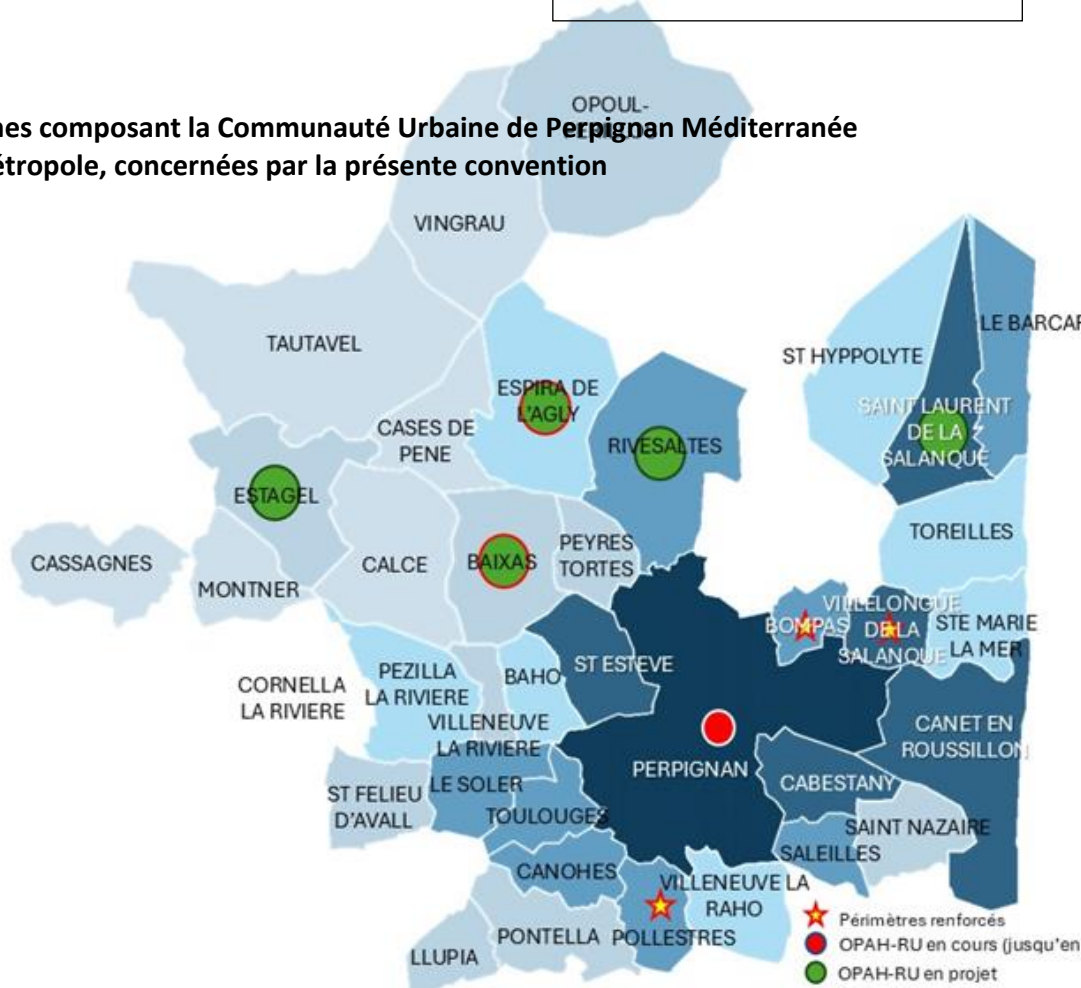 nes composant la Communauté Urbaine de Perpignan Méditerranée
étropole, concernées par la présente convention
OPOUL-
VINGRAU
TAUTAVEL
LE BARCAR
ST HYPPOLYTE
ESPIRA DE
L'AGLY
CASES DE
PENE
RIVESALTES
SAINT LAURENT
DE LA
SALANQUE
ESTAGEL
TOREILLES
CASSAGNES
MONTNER
CALCE
BAIXAS
PEYRES
TORTES
BOMPAS
VILLELONGUE
DE LA
SALANQUE
STE MARIE
LA MER
CORNELLA
LA RIVIERE
PEZILLA
LA RIVIERE
BAHO
ST ESTEVE
VILLENEUVE
LA RIVIERE
CANET EN
ROUSSILLON
PERPIGNAN
CABESTANY
ST FELIEU
D'AVALL
LE SOLER
TOULOUGES
SAINT NAZAIRE
SALEILLES
CANOHES
VILLENEUVE LA
RAHO
LLUPIA
PONTELLA
POLLESTRES
Périmètres renforcés
OPAH-RU en cours (jusqu'en
OPAH-RU en projet